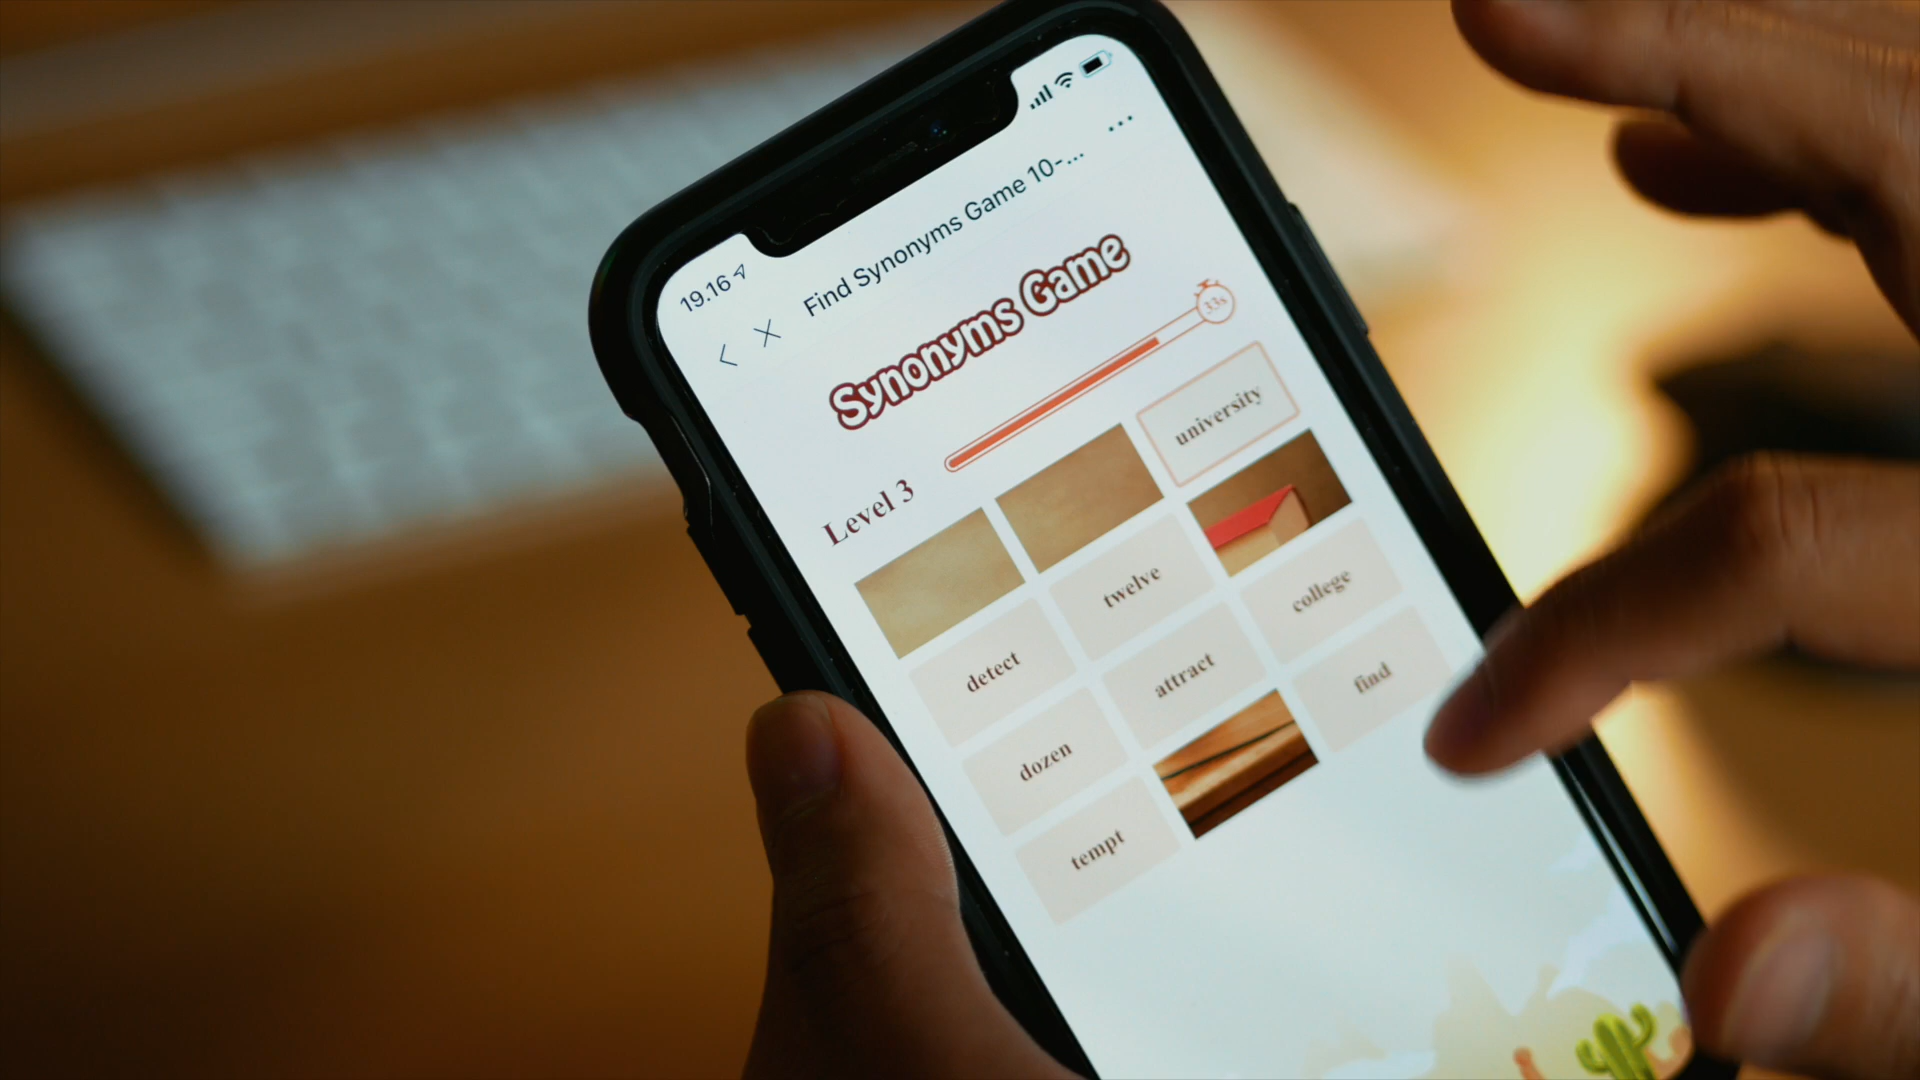 19.16
Find Synonyms Game 10-...
Synonyms Game
33s
Level 3
university
twelve
college
detect
attract
find
dozen
tempt